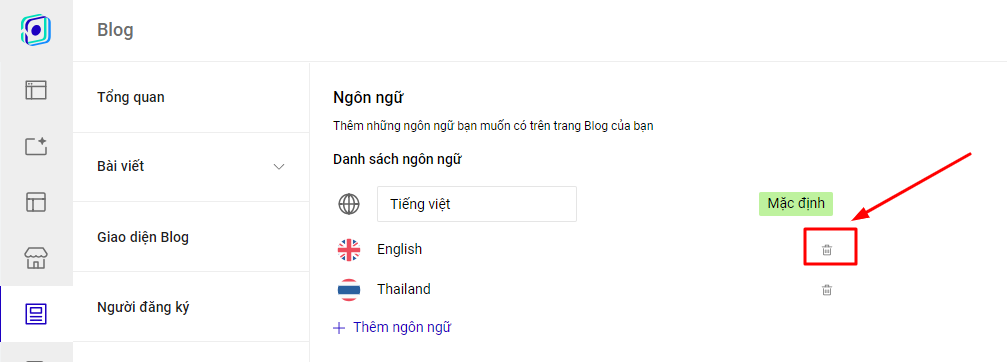 Blog
Tổng quan
Bài viết
Giao diện Blog
Người đăng ký
Ngôn ngữ
Thêm những ngôn ngữ bạn muốn có trên trang Blog của bạn
Danh sách ngôn ngữ
Tiếng việt
Mặc định
English
Thailand
Thêm ngôn ngữ